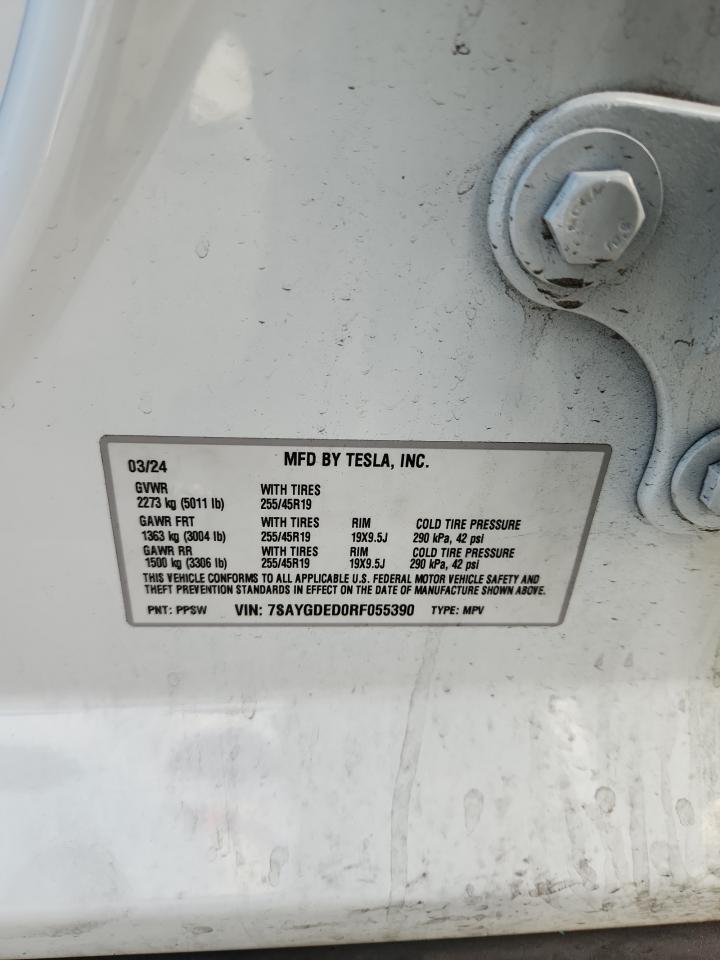 03/24 MFD BY TESLA, INC.
GVWR WITH TIRES
2273 kg (5011 lb) 255/45R19
GAWR FRT WITH TIRES RIM COLD TIRE PRESSURE
1363 kg (3004 lb) 255/45R19 19X9.5J 290 kPa, 42 psi
GAWR RR WITH TIRES RIM COLD TIRE PRESSURE
1500 kg (3306 lb) 255/45R19 19X9.5J 290 kPa, 42 psi
THIS VEHICLE CONFORMS TO ALL APPLICABLE U.S. FEDERAL MOTOR VEHICLE SAFETY AND
THEFT PREVENTION STANDARDS IN EFFECT ON THE DATE OF MANUFACTURE SHOWN ABOVE.
PNT: PPSW VIN: 7SAYGDED0RF055390 TYPE: MPV